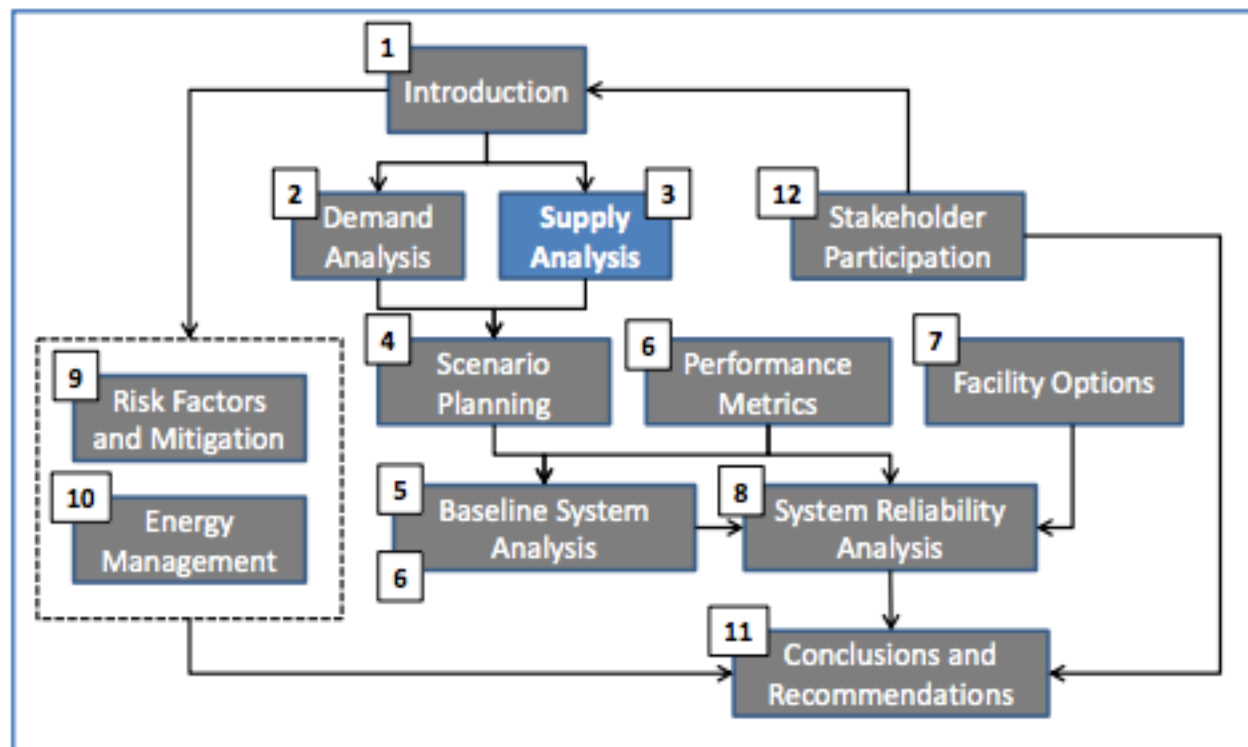 1
Introduction
2
Demand
Analysis
3
Supply
Analysis
12
Stakeholder
Participation
4
Scenario
Planning
6
Performance
Metrics
7
Facility Options
9
Risk Factors
and Mitigation
10
Energy
Management
5
Baseline System
Analysis
6
8
System Reliability
Analysis
11
Conclusions and
Recommendations